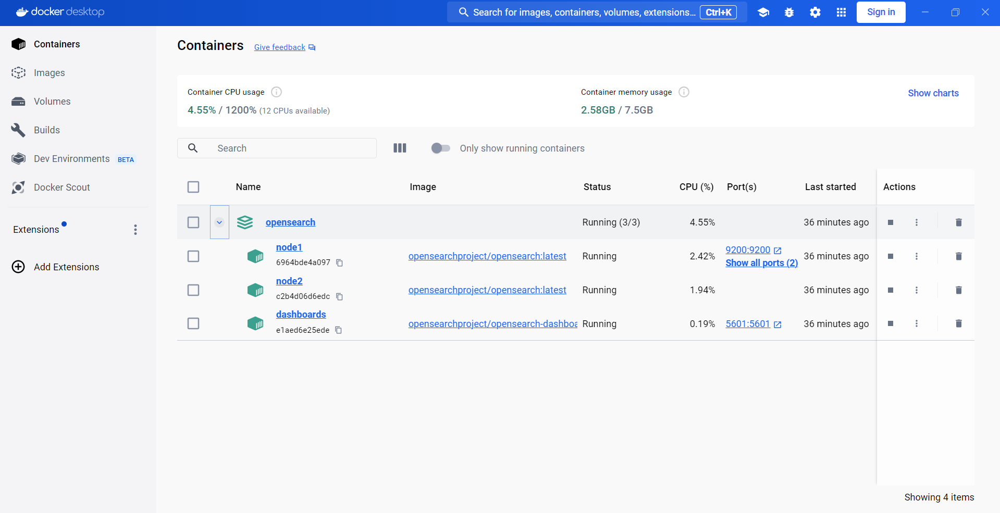 docker desktop
Search for images, containers, volumes, extensions... Ctrl+K
Sign in
Containers
Images
Volumes
Builds
Dev Environments BETA
Docker Scout
Extensions
Add Extensions
Containers Give feedback
Container CPU usage
4.55% / 1200% (12 CPUs available)
Container memory usage
2.58GB / 7.5GB
Show charts
Search
Only show running containers
Name Image Status CPU (%) Port(s) Last started Actions
opensearch Running (3/3) 4.55% 36 minutes ago
node1
6964bde4a097
opensearchproject/opensearch:latest Running 2.42%
9200:9200
Show all ports (2)
36 minutes ago
node2
c2b4d06d6edc
opensearchproject/opensearch:latest Running 1.94% 36 minutes ago
dashboards
e1aed6e25ede
opensearchproject/opensearch-dashboa Running 0.19% 5601:5601 36 minutes ago
Showing 4 items